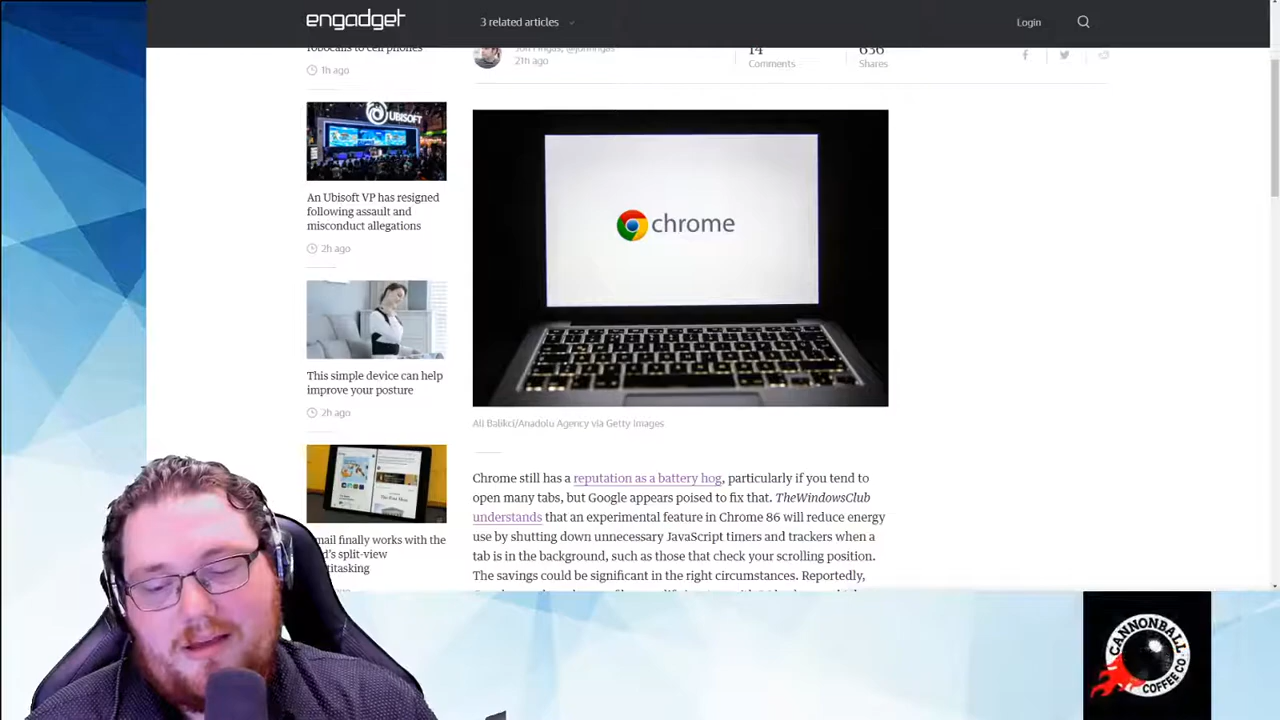 engadget
3 related articles
Login
robocalls to cell phones
1h ago
UBISOFT
An Ubisoft VP has resigned
following assault and
misconduct allegations
2h ago
This simple device can help
improve your posture
2h ago
mail finally works with the
d's split-view
titasking
21h ago
14
Comments
636
Shares
chrome
Ali Balikci/Anadolu Agency via Getty Images
Chrome still has a reputation as a battery hog, particularly if you tend to
open many tabs, but Google appears poised to fix that. TheWindowsClub
understands that an experimental feature in Chrome 86 will reduce energy
use by shutting down unnecessary JavaScript timers and trackers when a
tab is in the background, such as those that check your scrolling position.
The savings could be significant in the right circumstances. Reportedly,
CANNONBALL
COFFEE CO.